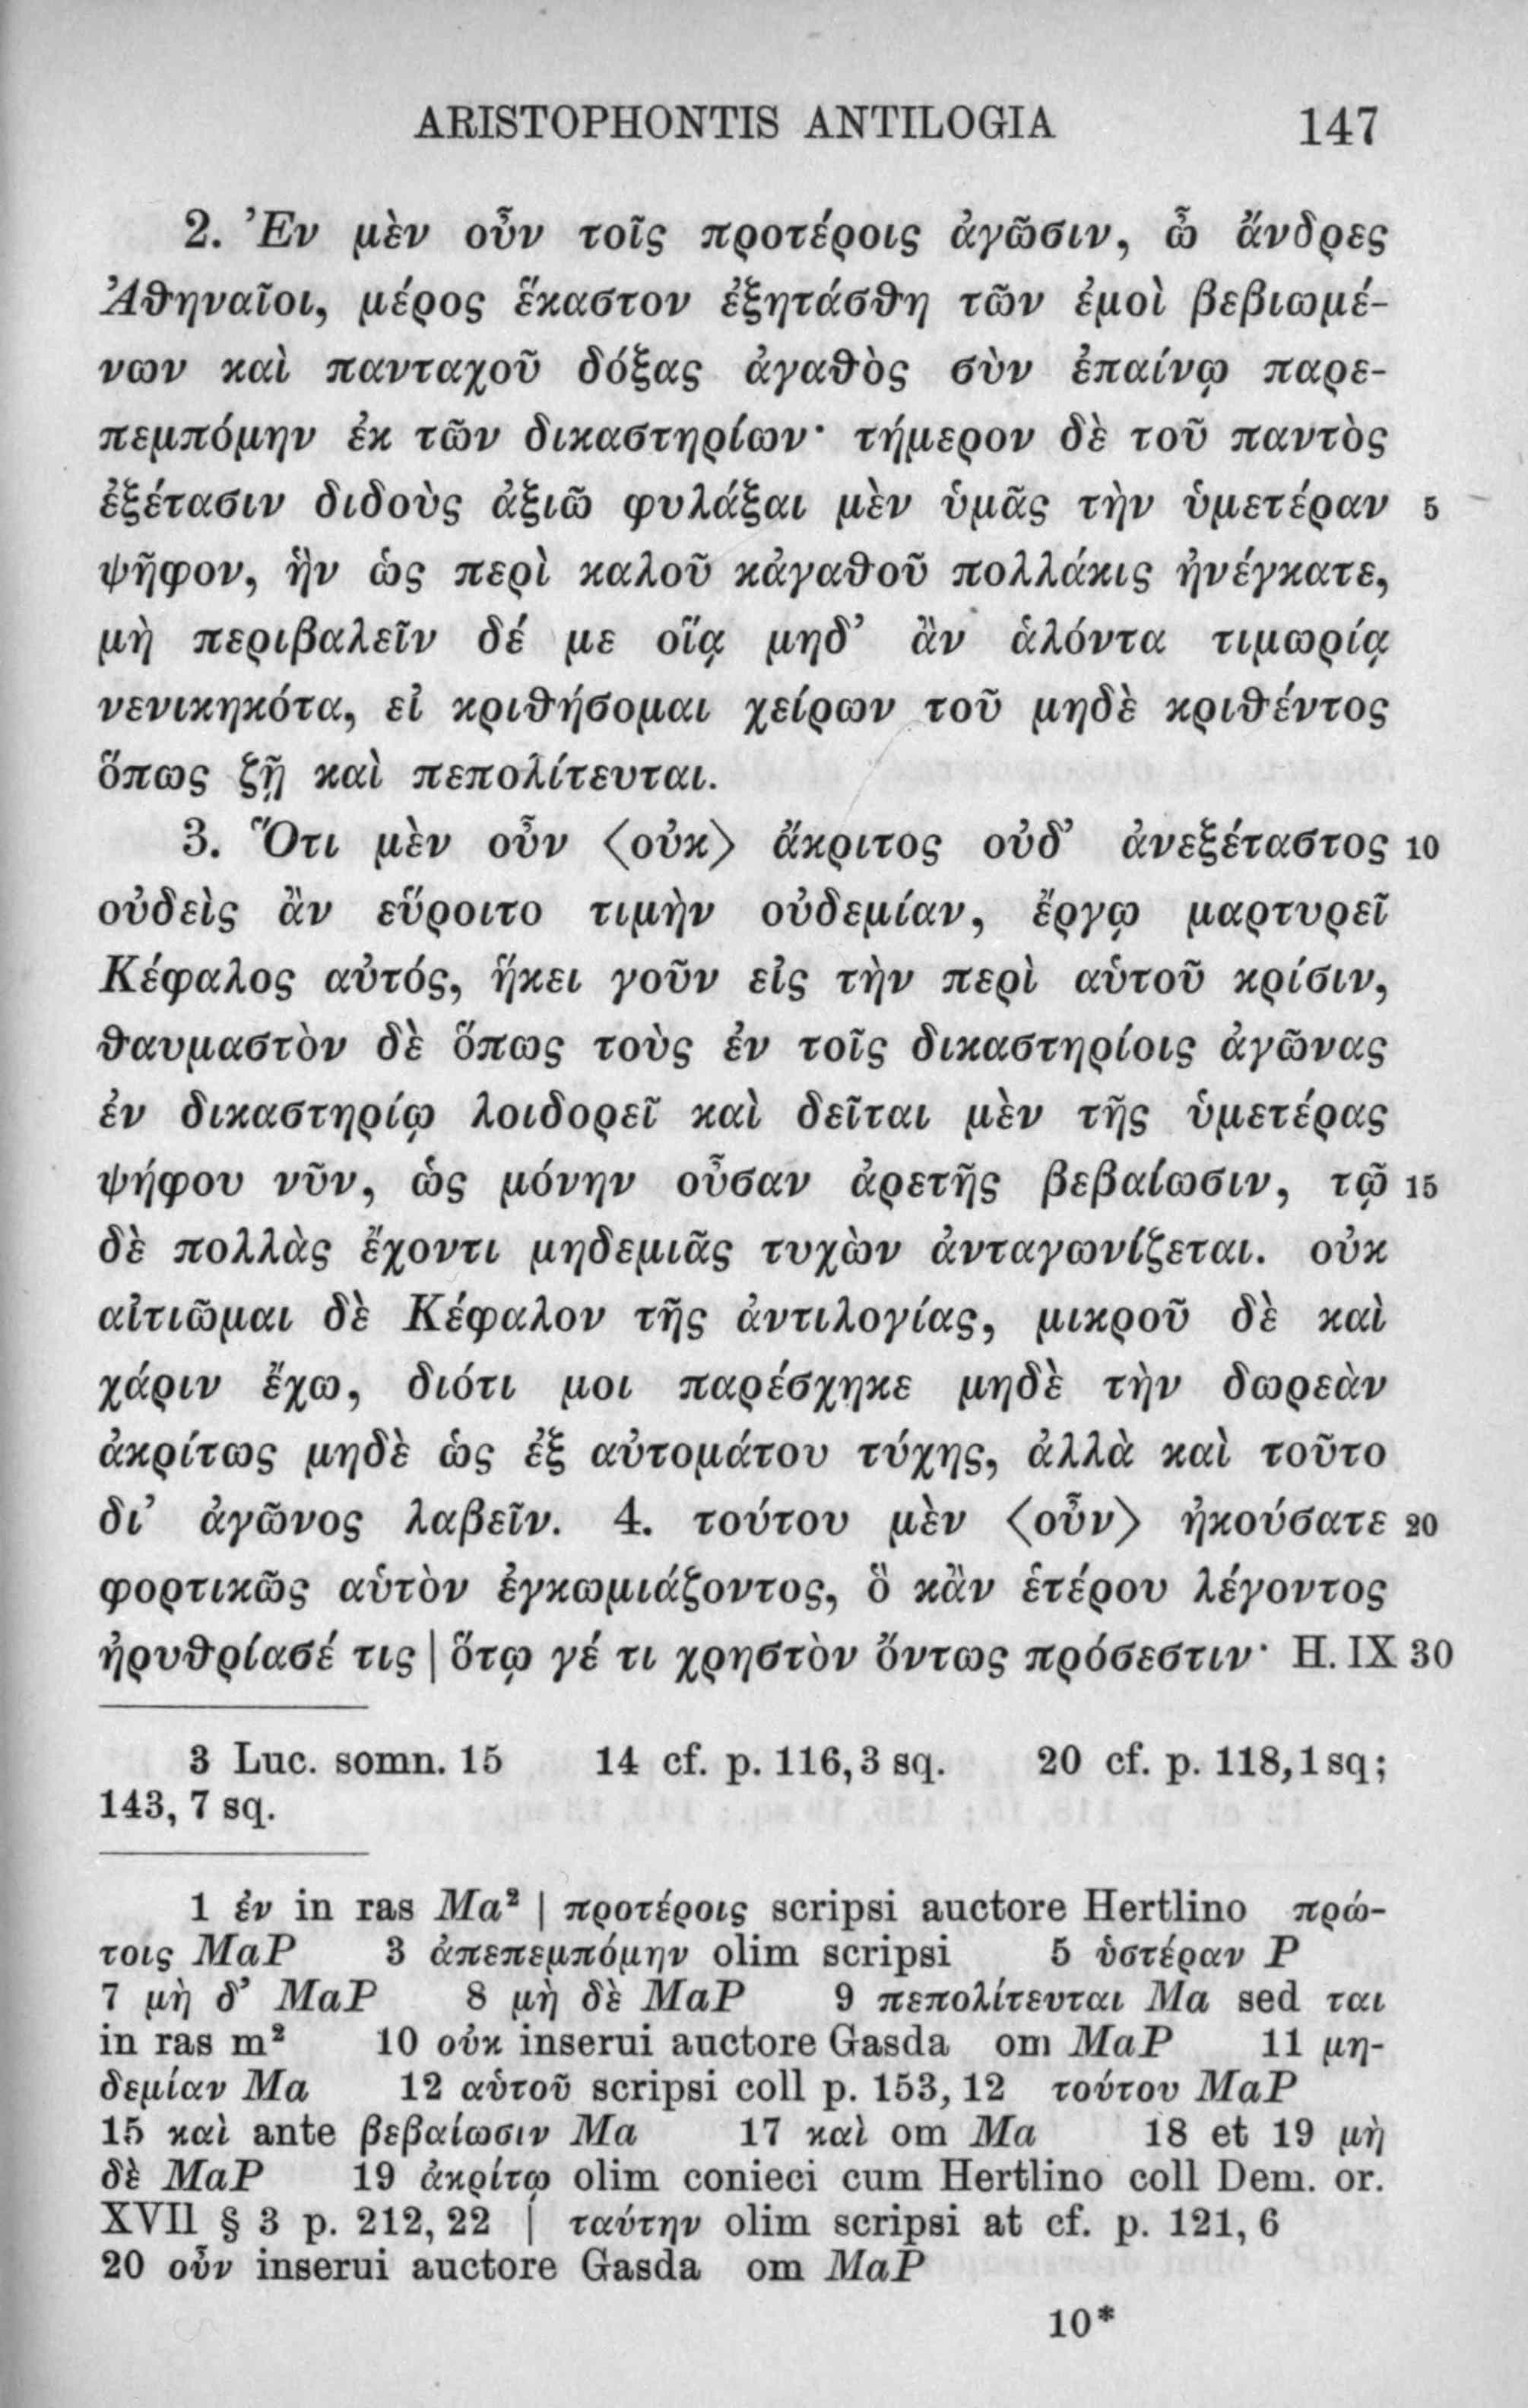 ARISTOPHONTIS ANTILOGIA 147
2. Ἐν μὲν οὖν τοῖς προτέροις ἀγῶσιν, ὦ ἄνδρες
Ἀθηναῖοι, μέρος ἕκαστον ἐξητάσθη τῶν ἐμοὶ βεβιωμέ-
νων καὶ πανταχοῦ δόξας ἀγαθὸς σὺν ἐπαίνῳ παρε-
πεμπόμην ἐκ τῶν δικαστηρίων· τήμερον δὲ τοῦ παντὸς
ἐξέτασιν διδοὺς ἀξιῶ φυλάξαι μὲν ὑμᾶς τὴν ὑμετέραν 5
ψῆφον, ἣν ὡς περὶ καλοῦ κἀγαθοῦ πολλάκις ἠνέγκατε,
μὴ περιβαλεῖν δέ με οἵᾳ μηδ’ ἂν ἁλόντα τιμωρίᾳ
νενικηκότα, εἰ κριθήσομαι χείρων τοῦ μηδὲ κριθέντος
ὅπως ζῇ καὶ πεπολίτευται.
3. Ὅτι μὲν οὖν ⟨οὐκ⟩ ἄκριτος οὐδ’ ἀνεξέταστος 10
οὐδεὶς ἂν εὕροιτο τιμὴν οὐδεμίαν, ἔργῳ μαρτυρεῖ
Κέφαλος αὐτός, ἥκει γοῦν εἰς τὴν περὶ αὑτοῦ κρίσιν,
θαυμαστὸν δὲ ὅπως τοὺς ἐν τοῖς δικαστηρίοις ἀγῶνας
ἐν δικαστηρίῳ λοιδορεῖ καὶ δεῖται μὲν τῆς ὑμετέρας
ψήφου νῦν, ὡς μόνην οὖσαν ἀρετῆς βεβαίωσιν, τῷ 15
δὲ πολλὰς ἔχοντι μηδεμιᾶς τυχὼν ἀνταγωνίζεται. οὐκ
αἰτιῶμαι δὲ Κέφαλον τῆς ἀντιλογίας, μικροῦ δὲ καὶ
χάριν ἔχω, διότι μοι παρέσχηκε μηδὲ τὴν δωρεὰν
ἀκρίτως μηδὲ ὡς ἐξ αὐτομάτου τύχης, ἀλλὰ καὶ τοῦτο
δι’ ἀγῶνος λαβεῖν. 4. τούτου μὲν ⟨οὖν⟩ ἠκούσατε 20
φορτικῶς αὑτὸν ἐγκωμιάζοντος, ὃ κἂν ἑτέρου λέγοντος
ἠρυθρίασέ τις | ὅτῳ γέ τι χρηστὸν ὄντως πρόσεστιν· H. IX 30
3 Luc. somn. 15 14 cf. p. 116, 3 sq. 20 cf. p. 118, 1 sq;
143, 7 sq.
1 ἐν in ras Ma² | προτέροις scripsi auctore Hertlino πρώ-
τοις MaP 3 ἀπεπεμπόμην olim scripsi 5 ὑστέραν P
7 μὴ δ’ MaP 8 μὴ δὲ MaP 9 πεπολίτευται Ma sed ται
in ras m² 10 οὐκ inserui auctore Gasda om MaP 11 μη-
δεμίαν Ma 12 αὑτοῦ scripsi coll p. 153, 12 τούτου MaP
15 καὶ ante βεβαίωσιν Ma 17 καὶ om Ma 18 et 19 μὴ
δὲ MaP 19 ἀκρίτῳ olim conieci cum Hertlino coll Dem. or.
XVII § 3 p. 212, 22 | ταύτην olim scripsi at cf. p. 121, 6
20 οὖν inserui auctore Gasda om MaP
10*